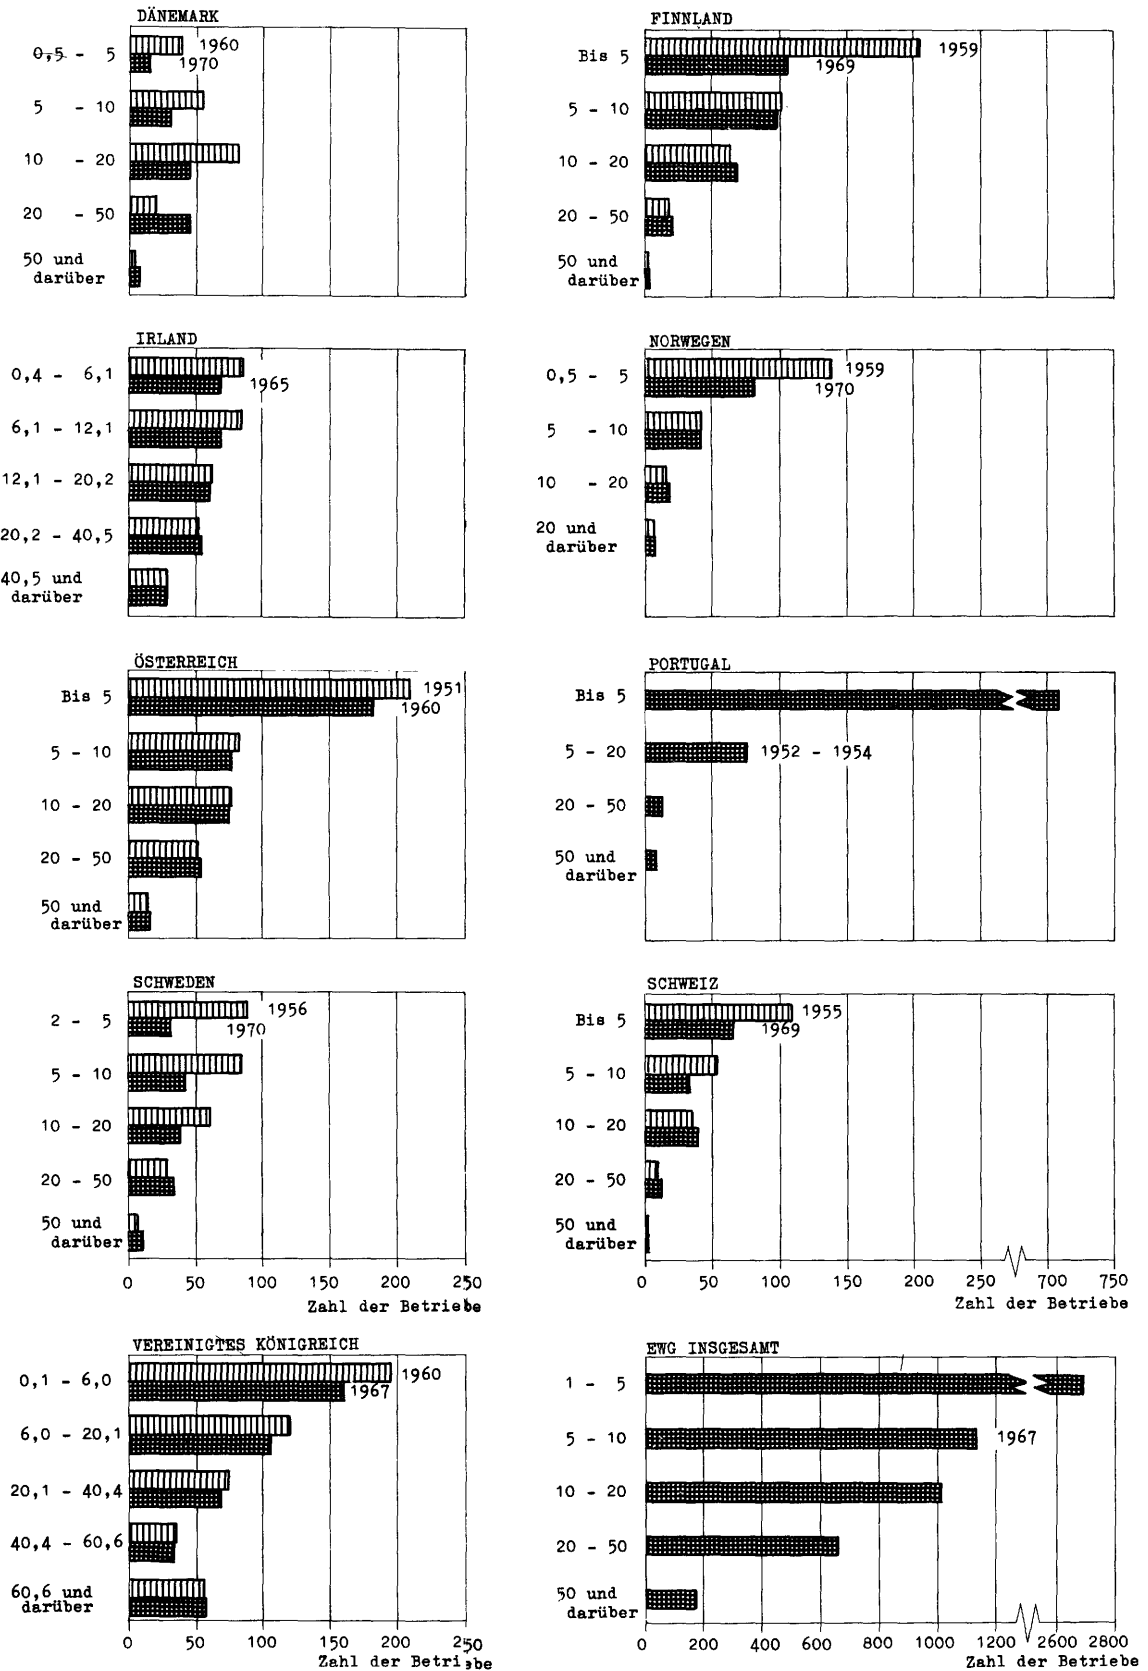 DÄNEMARK
0,5 - 5
1960
1970
5 - 10
10 - 20
20 - 50
50 und
darüber
FINNLAND
Bis 5
1959
1969
5 - 10
10 - 20
20 - 50
50 und
darüber
IRLAND
0,4 - 6,1
1965
6,1 - 12,1
12,1 - 20,2
20,2 - 40,5
40,5 und
darüber
NORWEGEN
0,5 - 5
1959
1970
5 - 10
10 - 20
20 und
darüber
ÖSTERREICH
Bis 5
1951
1960
5 - 10
10 - 20
20 - 50
50 und
darüber
PORTUGAL
Bis 5
5 - 20
1952 - 1954
20 - 50
50 und
darüber
SCHWEDEN
2 - 5
1956
1970
5 - 10
10 - 20
20 - 50
50 und
darüber
0 50 100 150 200 250
Zahl der Betriebe
SCHWEIZ
Bis 5
1955
1969
5 - 10
10 - 20
20 - 50
50 und
darüber
0 50 100 150 200 250 700 750
Zahl der Betriebe
VEREINIGTES KÖNIGREICH
0,1 - 6,0
1960
1967
6,0 - 20,1
20,1 - 40,4
40,4 - 60,6
60,6 und
darüber
0 50 100 150 200 250
Zahl der Betriebe
EWG INSGESAMT
1 - 5
5 - 10
1967
10 - 20
20 - 50
50 und
darüber
0 200 400 600 800 1000 1200 2600 2800
Zahl der Betriebe